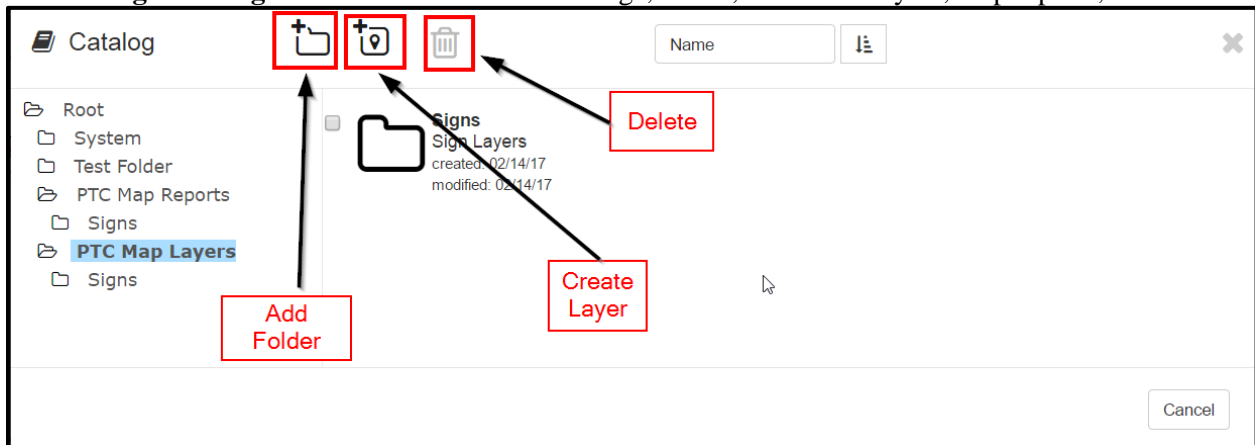 Catalog
Name
Root
System
Test Folder
PTC Map Reports
Signs
PTC Map Layers
Signs
Signs
Sign Layers
created: 02/14/17
modified: 02/14/17
Delete
Create
Layer
Add
Folder
Cancel